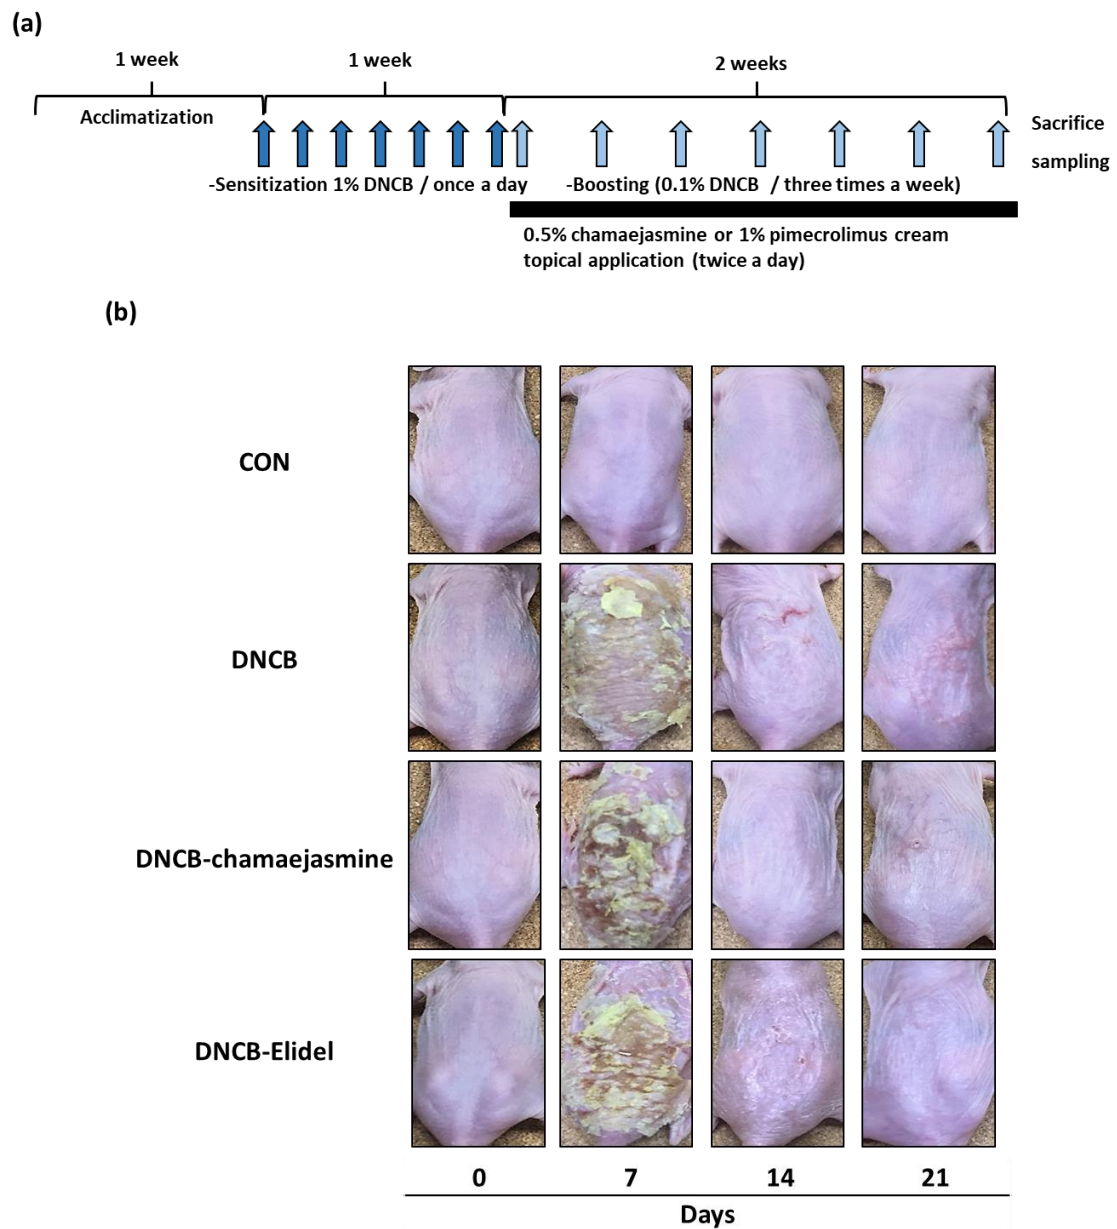 (a)
1 week
1 week
2 weeks
Acclimatization
Sacrifice
sampling
-Sensitization 1% DNCB / once a day
-Boosting (0.1% DNCB / three times a week)
0.5% chamaejasmine or 1% pimecrolimus cream
topical application (twice a day)
(b)
CON
DNCB
DNCB-chamaejasmine
DNCB-Elidel
0
7
14
21
Days